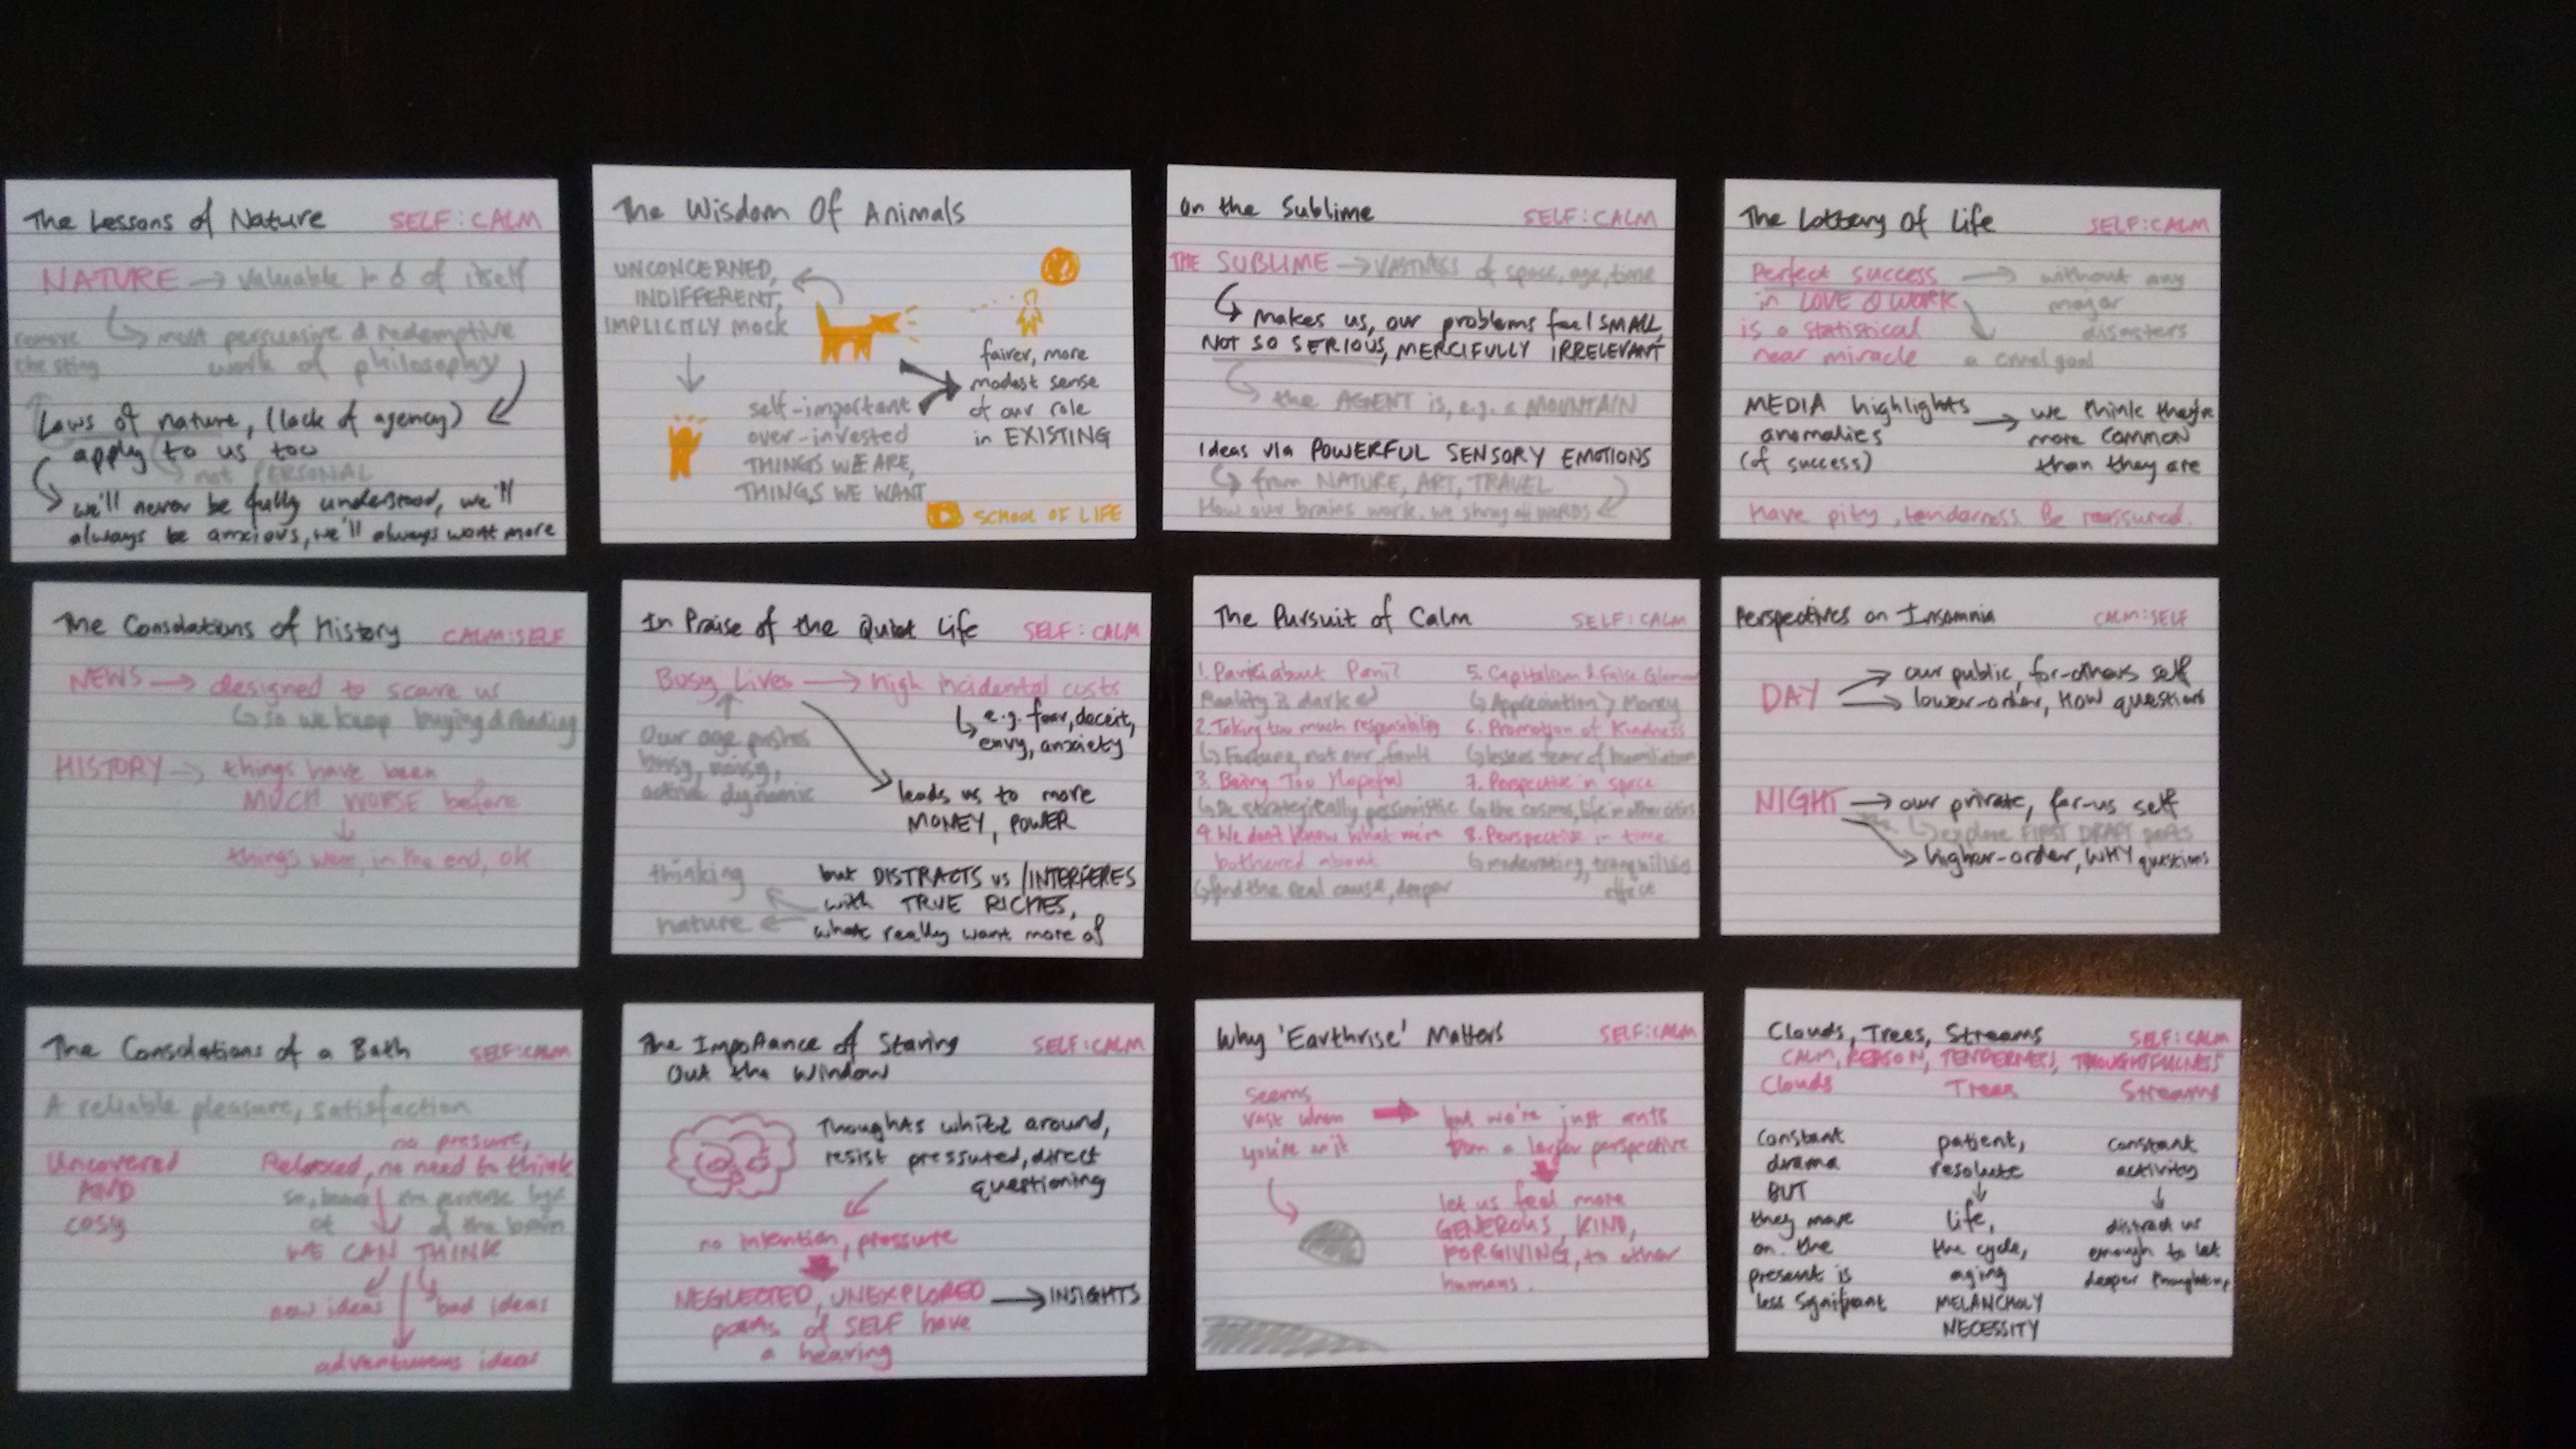 The Lessons of Nature
SELF: CALM
NATURE → valuable in & of itself
remove
the sting
most persuasive & redemptive
work of philosophy
Laws of nature, (lack of agency)
apply to us too
not PERSONAL
we'll never be fully understood, we'll
always be anxious, we'll always want more
The Wisdom Of Animals
UNCONCERNED,
INDIFFERENT,
IMPLICITLY mock
self-important
over-invested
THINGS WE ARE,
THINGS WE WANT
fairer, more
modest sense
of our role
in EXISTING
SCHOOL OF LIFE
On the Sublime
SELF: CALM
THE SUBLIME → VASTNESS of space, age, time
makes us, our problems feel SMALL,
NOT SO SERIOUS, MERCIFULLY IRRELEVANT
the AGENT is, e.g. a MOUNTAIN
Ideas via POWERFUL SENSORY EMOTIONS
from NATURE, ART, TRAVEL
How our brains work. we shrug off WORDS
The Lottery Of Life
SELF: CALM
Perfect success
in LOVE & WORK
is a statistical
near miracle
without any
major
disasters
a cruel goal
MEDIA highlights
anomalies
(of success)
→ we think they're
more COMMON
than they are
Have pity, tenderness. Be reassured.
The Consolations of History
CALM: SELF
NEWS → designed to scare us
so we keep buying &
HISTORY → things have been
MUCH WORSE before
things were, in the end, ok
In Praise of the Quiet Life
SELF: CALM
Busy Lives → high incidental costs
e.g. fear, deceit,
envy, anxiety
Our age pushes
busy, noisy,
active dynamic
leads us to more
MONEY, POWER
but DISTRACTS us / INTERFERES
with TRUE RICHES,
what really want more of
thinking
nature
The Pursuit of Calm
SELF: CALM
1. Panic about Panic
Reality is dark
2. Taking too much responsibility
Fortune, not our fault
3. Being Too Hopeful
Be strategically pessimistic
4. We don't know what we're
bothered about
find the real cause, deeper
5. Capitalism & False Glamour
Appreciation > Money
6. Promotion of Kindness
lessens fear of humiliation
7. Perspective in space
the cosmos, life in other cities
8. Perspective in time
moderating, tranquilising
effect
Perspectives on Insomnia
CALM: SELF
DAY
our public, for-others self
lower-order, HOW questions
NIGHT → our private, for-us self
explore FIRST DRAFT parts
higher-order, WHY questions
The Consolations of a Bath
SELF: CALM
A reliable pleasure, satisfaction
Uncovered
AND
cosy
no presure,
Relaxed, no need to think
so, the perverse logic
of the brain
WE CAN THINK
new ideas
bad ideas
adventurous ideas
The Importance of Staring
Out the Window
SELF: CALM
Thoughts whizz around,
resist pressured, direct
questioning
no intention, pressure
NEGLECTED, UNEXPLORED
parts of SELF have
a hearing
→ INSIGHTS
Why 'Earthrise' Matters
SELF: CALM
seems
vast when
you're on it
but we're just ants
from a larger perspective
let us feel more
GENEROUS, KIND,
FORGIVING, to other
humans.
Clouds, Trees, Streams
SELF: CALM
CALM, REASON, TENDERNESS, THOUGHTFULNESS
Clouds
Trees
Streams
constant
drama
BUT
they move
on. the
present is
less significant
patient,
resolute
life,
the cycle,
aging
MELANCHOLY
NECESSITY
constant
activity
distract us
enough to let
deeper thoughts in